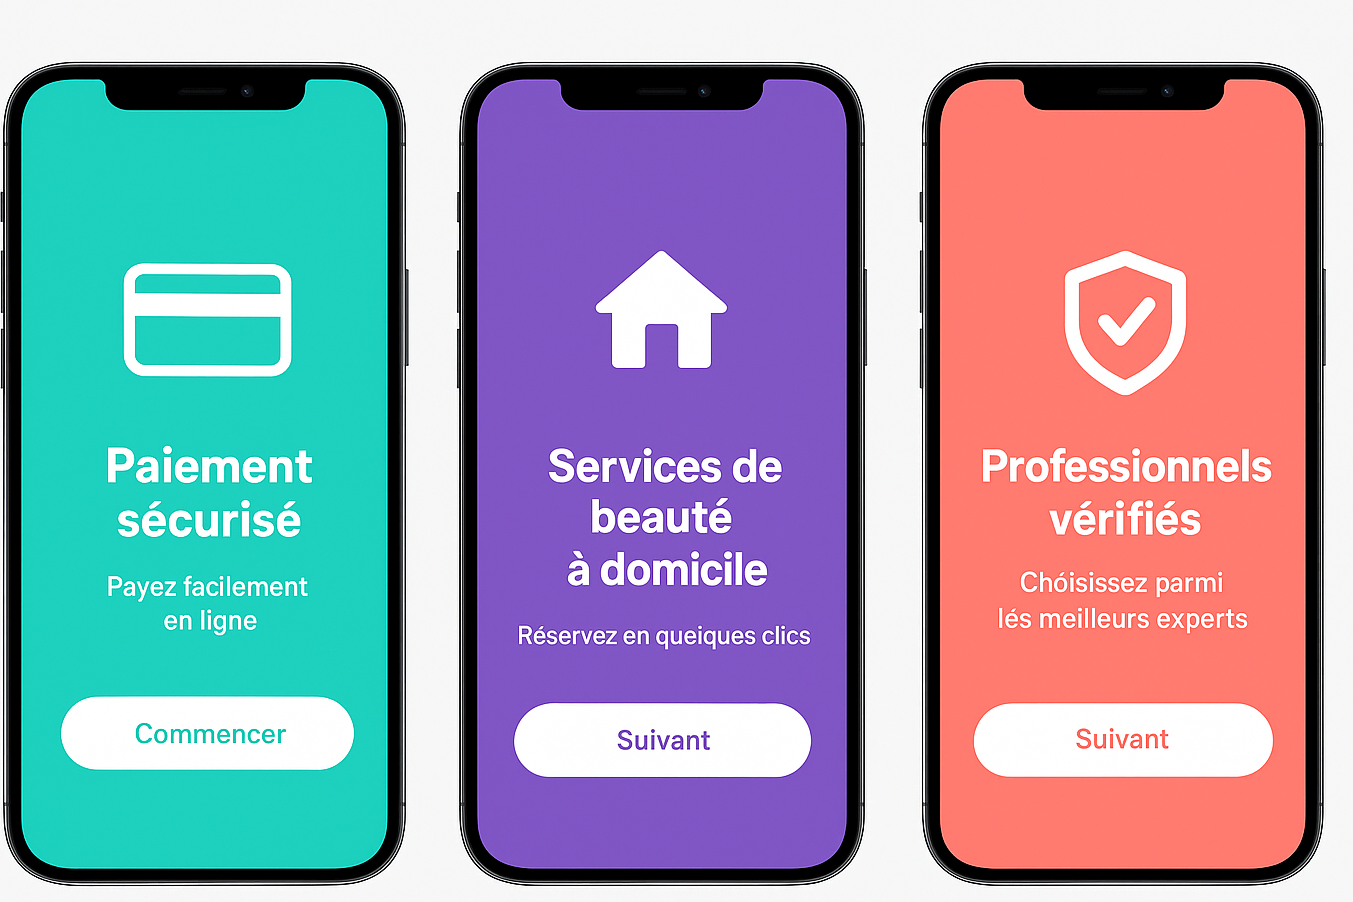 Paiement
sécurisé
Payez facilement
en ligne
Commencer
Services de
beauté
à domicile
Réservez en queiques clics
Suivant
Professionnels
vérifiés
Chóisissez parmi
lés meilleurs experts
Suivant